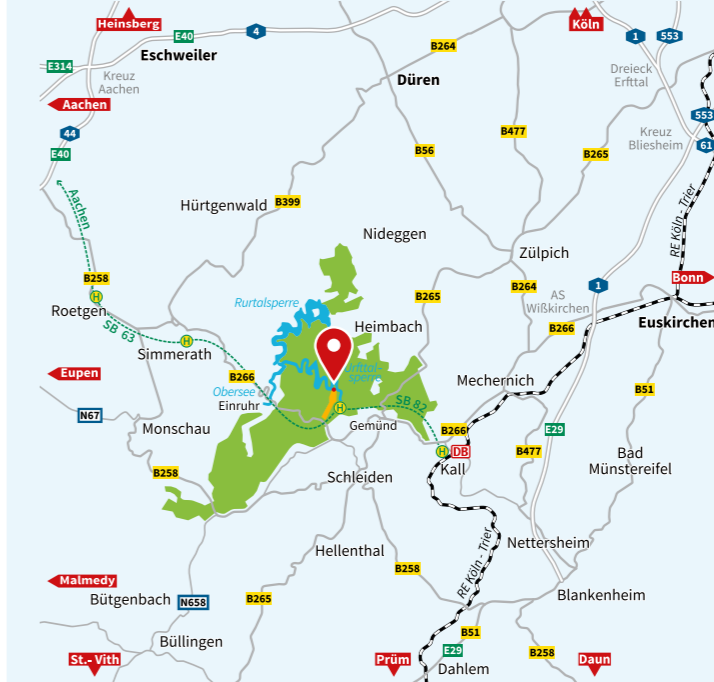 Heinsberg
Köln
4
E40
1
553
B264
Eschweiler
E314
Kreuz
Aachen
Düren
Dreieck
Erfttal
Aachen
553
44
B477
Kreuz
Bliesheim
E40
B56
B265
61
Aachen
Hürtgenwald
B399
RE Köln - Trier
Nideggen
Zülpich
B258
Bonn
H
B265
B264
1
Rurtalsperre
AS
Wißkirchen
Roetgen
SB 63
Heimbach
B266
Euskirchen
H
Simmerath
Eupen
B266
rfttal-
sperre
Mechernich
B51
Obersee
Einruhr
SB 82
H
N67
Gemünd
Monschau
B266
E29
H
DB
B477
Bad
Münstereifel
B258
Kall
Schleiden
RE Köln - Trier
Nettersheim
Hellenthal
B258
Malmedy
Bütgenbach
N658
B265
Blankenheim
B51
Büllingen
E29
B258
St.- Vith
Prüm
Dahlem
Daun